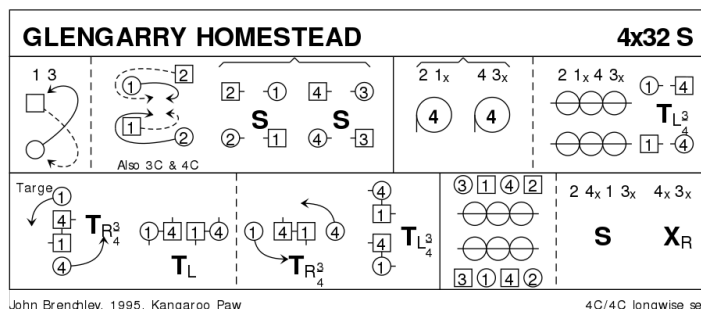 GLENGARRY HOMESTEAD 4x32 S
1 3
1 2 1 2
Also 3C & 4C
2 1 4 3
S S
2 1 4 3
2 1x 4 3x
4 4
2 1x 4 3x
1 4
TL3/4
1 4
Targe
1
4
1
4
TR3/4
1 4 1 4
TL
1 4 1 4
TR3/4
4
1
4
1
TL3/4
3 1 4 2
3 1 4 2
2 4x 1 3x 4x 3x
S XR
John Brenchley, 1995, Kangaroo Paw 4C/4C longwise se